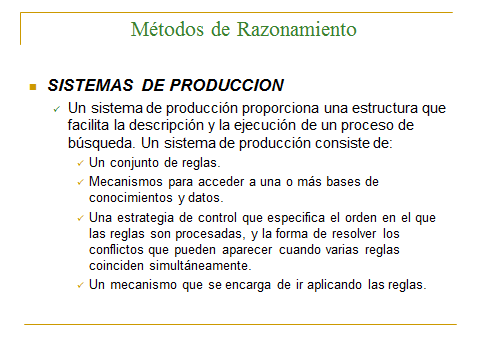 Métodos de Razonamiento
SISTEMAS DE PRODUCCION
Un sistema de producción proporciona una estructura que
facilita la descripción y la ejecución de un proceso de
búsqueda. Un sistema de producción consiste de:
Un conjunto de reglas.
Mecanismos para acceder a una o más bases de
conocimientos y datos.
Una estrategia de control que especifica el orden en el que
las reglas son procesadas, y la forma de resolver los
conflictos que pueden aparecer cuando varias reglas
coinciden simultáneamente.
Un mecanismo que se encarga de ir aplicando las reglas.